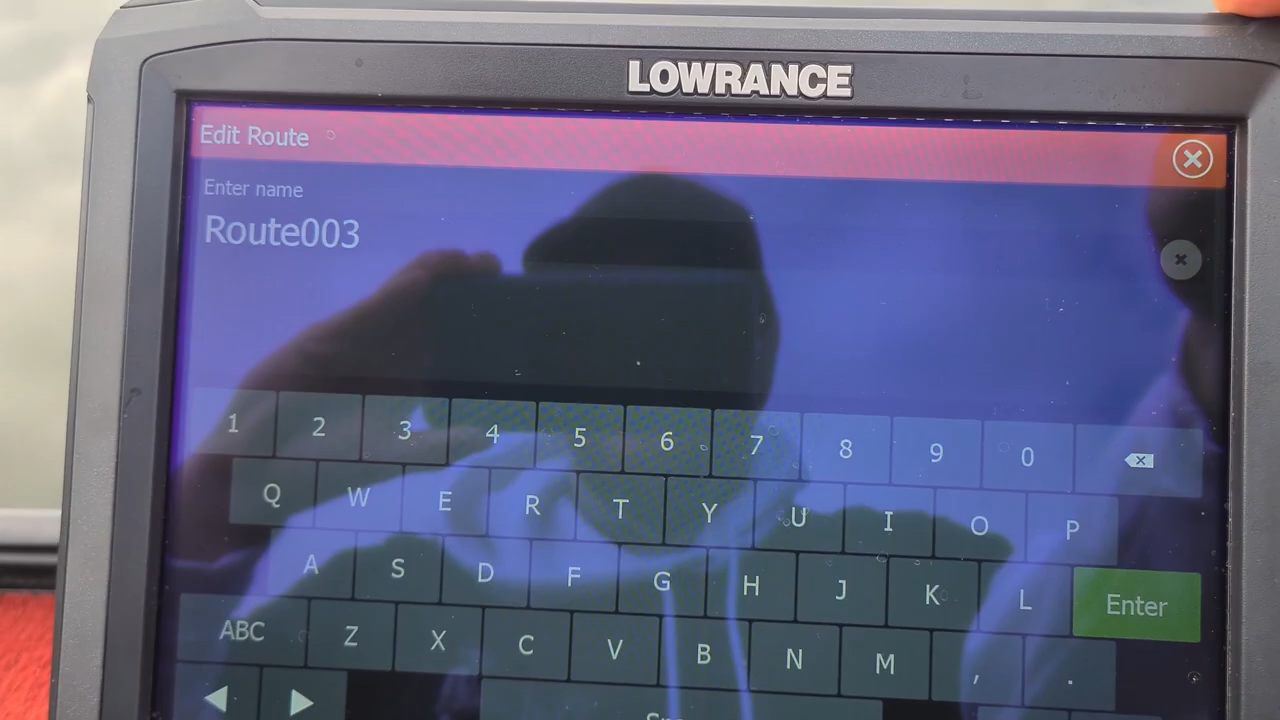 LOWRANCE
Edit Route
Enter name
Route003
1 2 3 4 5 6 7 8 9 0
Q W E R T Y U I O P
A S D F G H J K L Enter
ABC Z X C V B N M , .